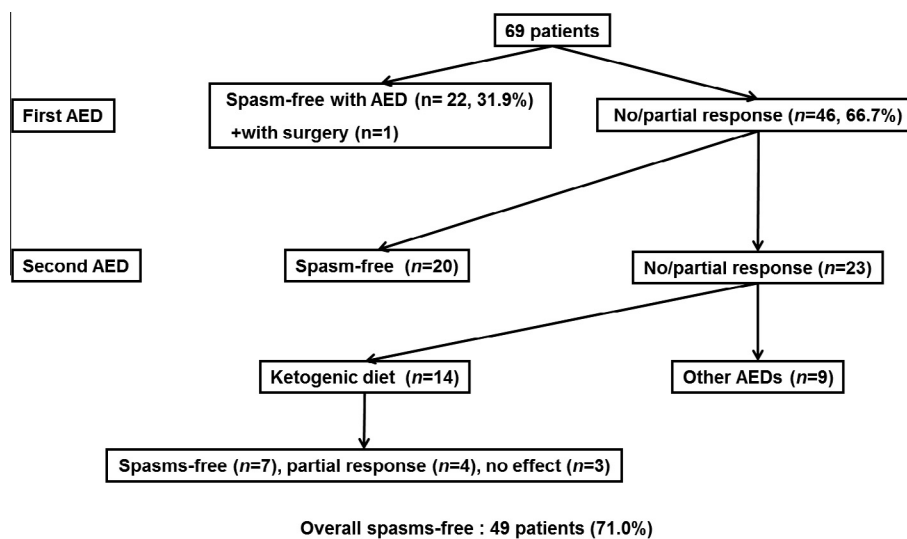 69 patients
Spasm-free with AED (n= 22, 31.9%)
+with surgery (n=1)
First AED
No/partial response (n=46, 66.7%)
Second AED
Spasm-free (n=20)
No/partial response (n=23)
Ketogenic diet (n=14)
Other AEDs (n=9)
Spasms-free (n=7), partial response (n=4), no effect (n=3)
Overall spasms-free : 49 patients (71.0%)